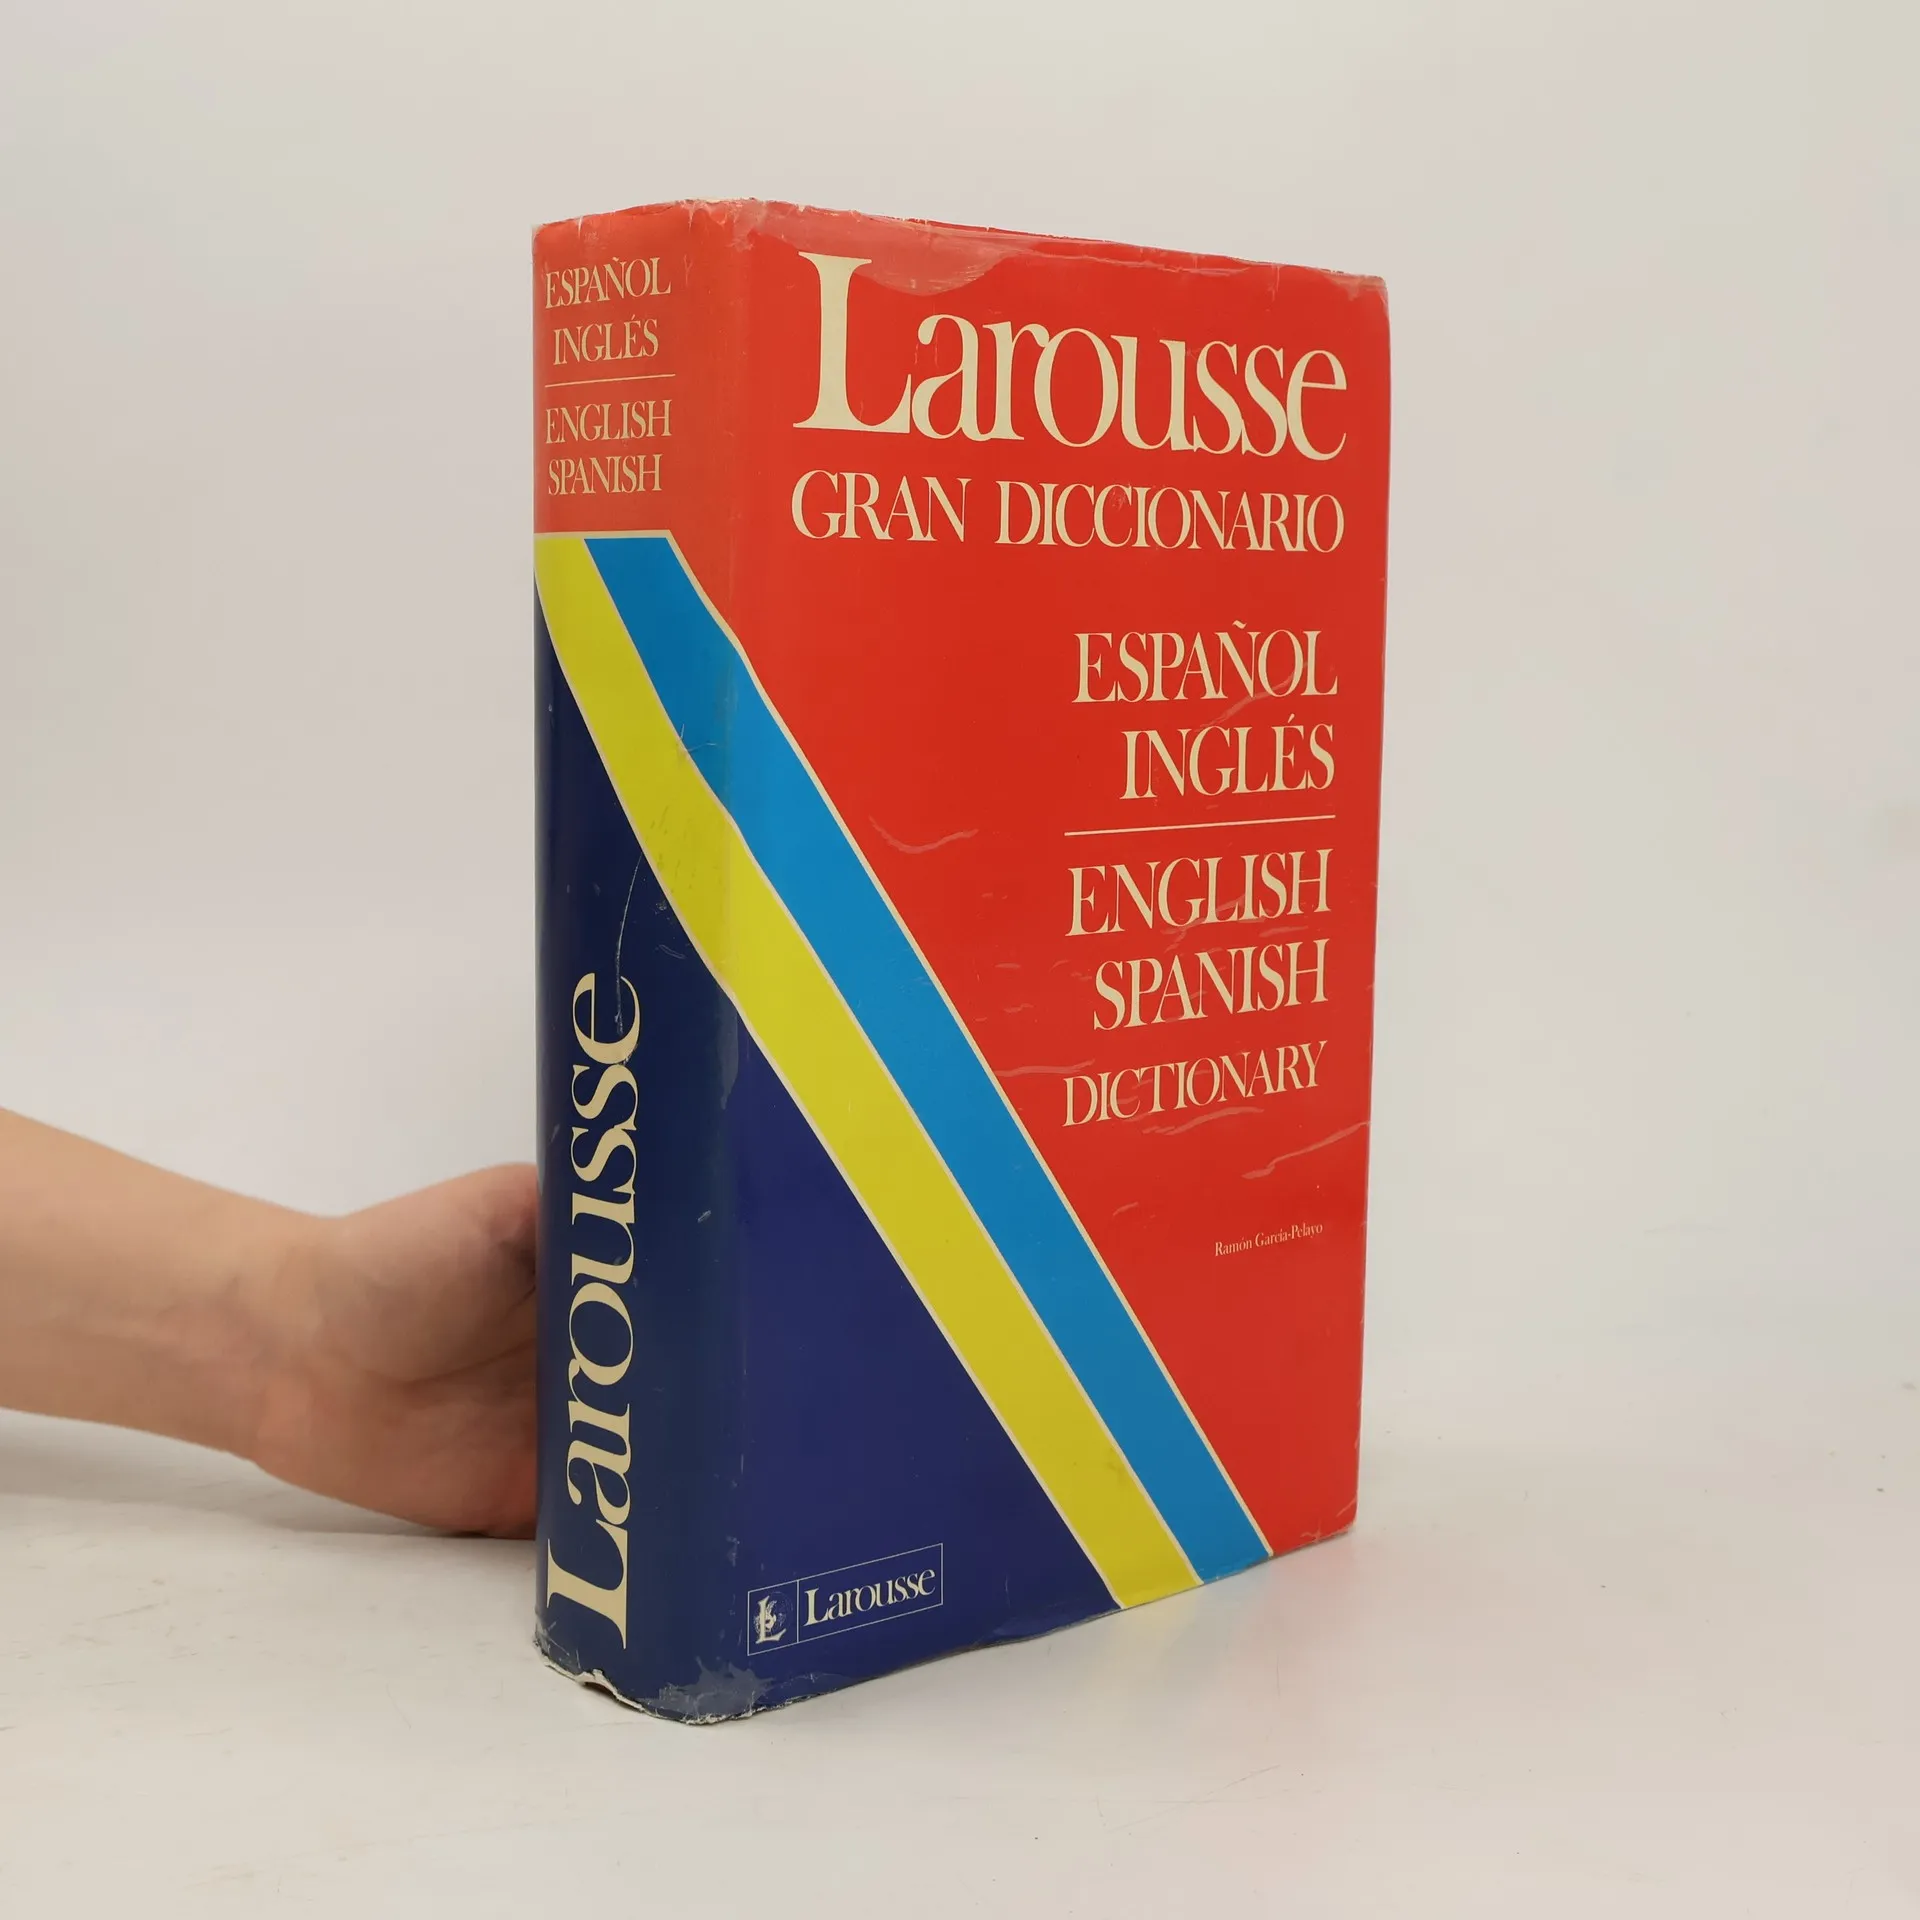 ESPAÑOL
INGLÉS
ENGLISH
SPANISH
Larousse
Larousse
GRAN DICCIONARIO
ESPAÑOL
INGLÉS
ENGLISH
SPANISH
DICTIONARY
Ramón García-Pelayo
L Larousse